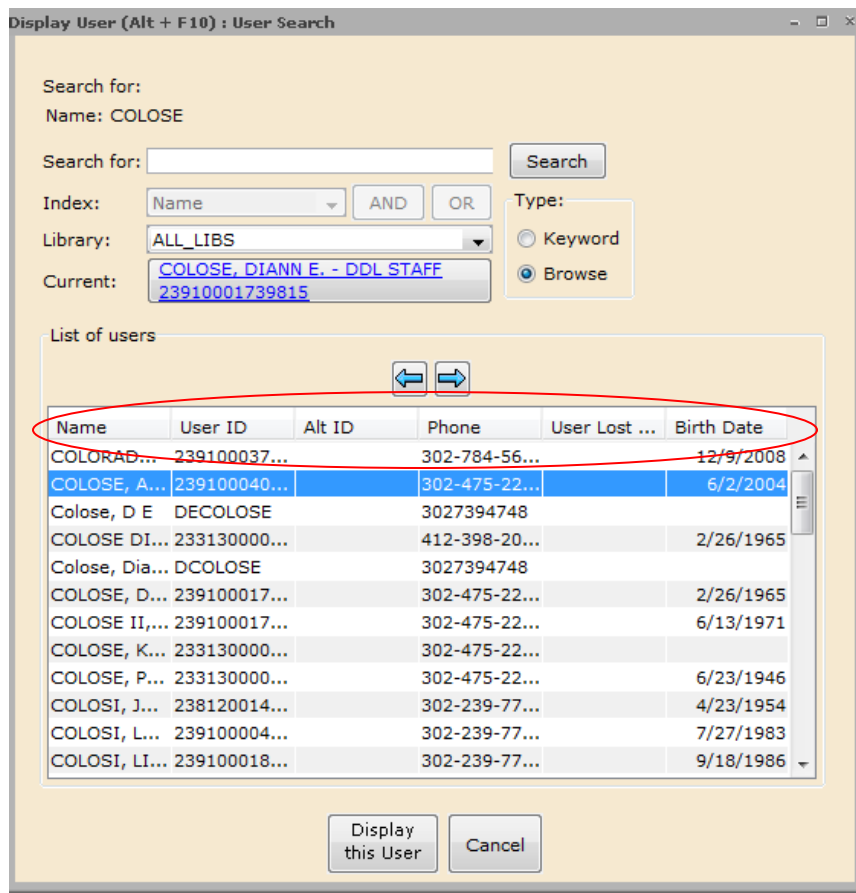 Display User (Alt + F10) : User Search
Search for:
Name: COLOSE
Search for: Search
Index: Name AND OR Type:
Library: ALL_LIBS Keyword
Current: COLOSE, DIANN E. - DDL STAFF Browse
23910001739815
List of users
Name User ID Alt ID Phone User Lost ... Birth Date
COLORAD... 239100037... 302-784-56... 12/9/2008
COLOSE, A... 239100040... 302-475-22... 6/2/2004
Colose, D E DECOLOSE 3027394748
COLOSE DI... 233130000... 412-398-20... 2/26/1965
Colose, Dia... DCOLOSE 3027394748
COLOSE, D... 239100017... 302-475-22... 2/26/1965
COLOSE II,... 239100017... 302-475-22... 6/13/1971
COLOSE, K... 233130000... 302-475-22...
COLOSE, P... 233130000... 302-475-22... 6/23/1946
COLOSI, J... 238120014... 302-239-77... 4/23/1954
COLOSI, L... 239100004... 302-239-77... 7/27/1983
COLOSI, LI... 239100018... 302-239-77... 9/18/1986
Display this User Cancel